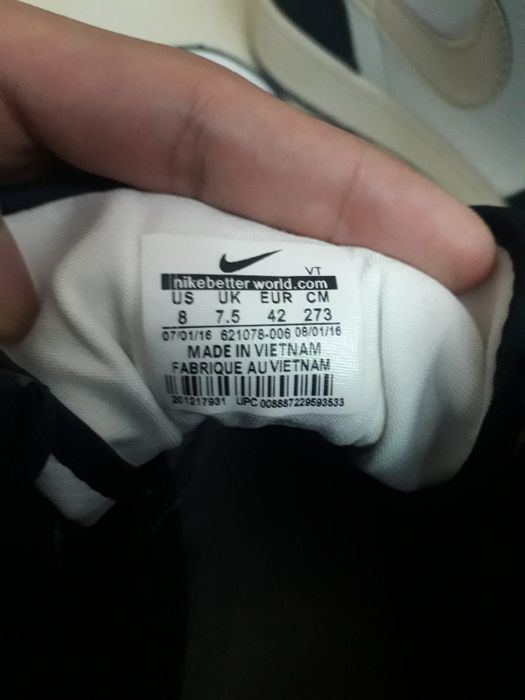 VT
nikebetterworld.com
US UK EUR CM
8 7.5 42 273
07/01/16 621078-006 08/01/16
MADE IN VIETNAM
FABRIQUE AU VIETNAM
201217931 UPC 008887229593533